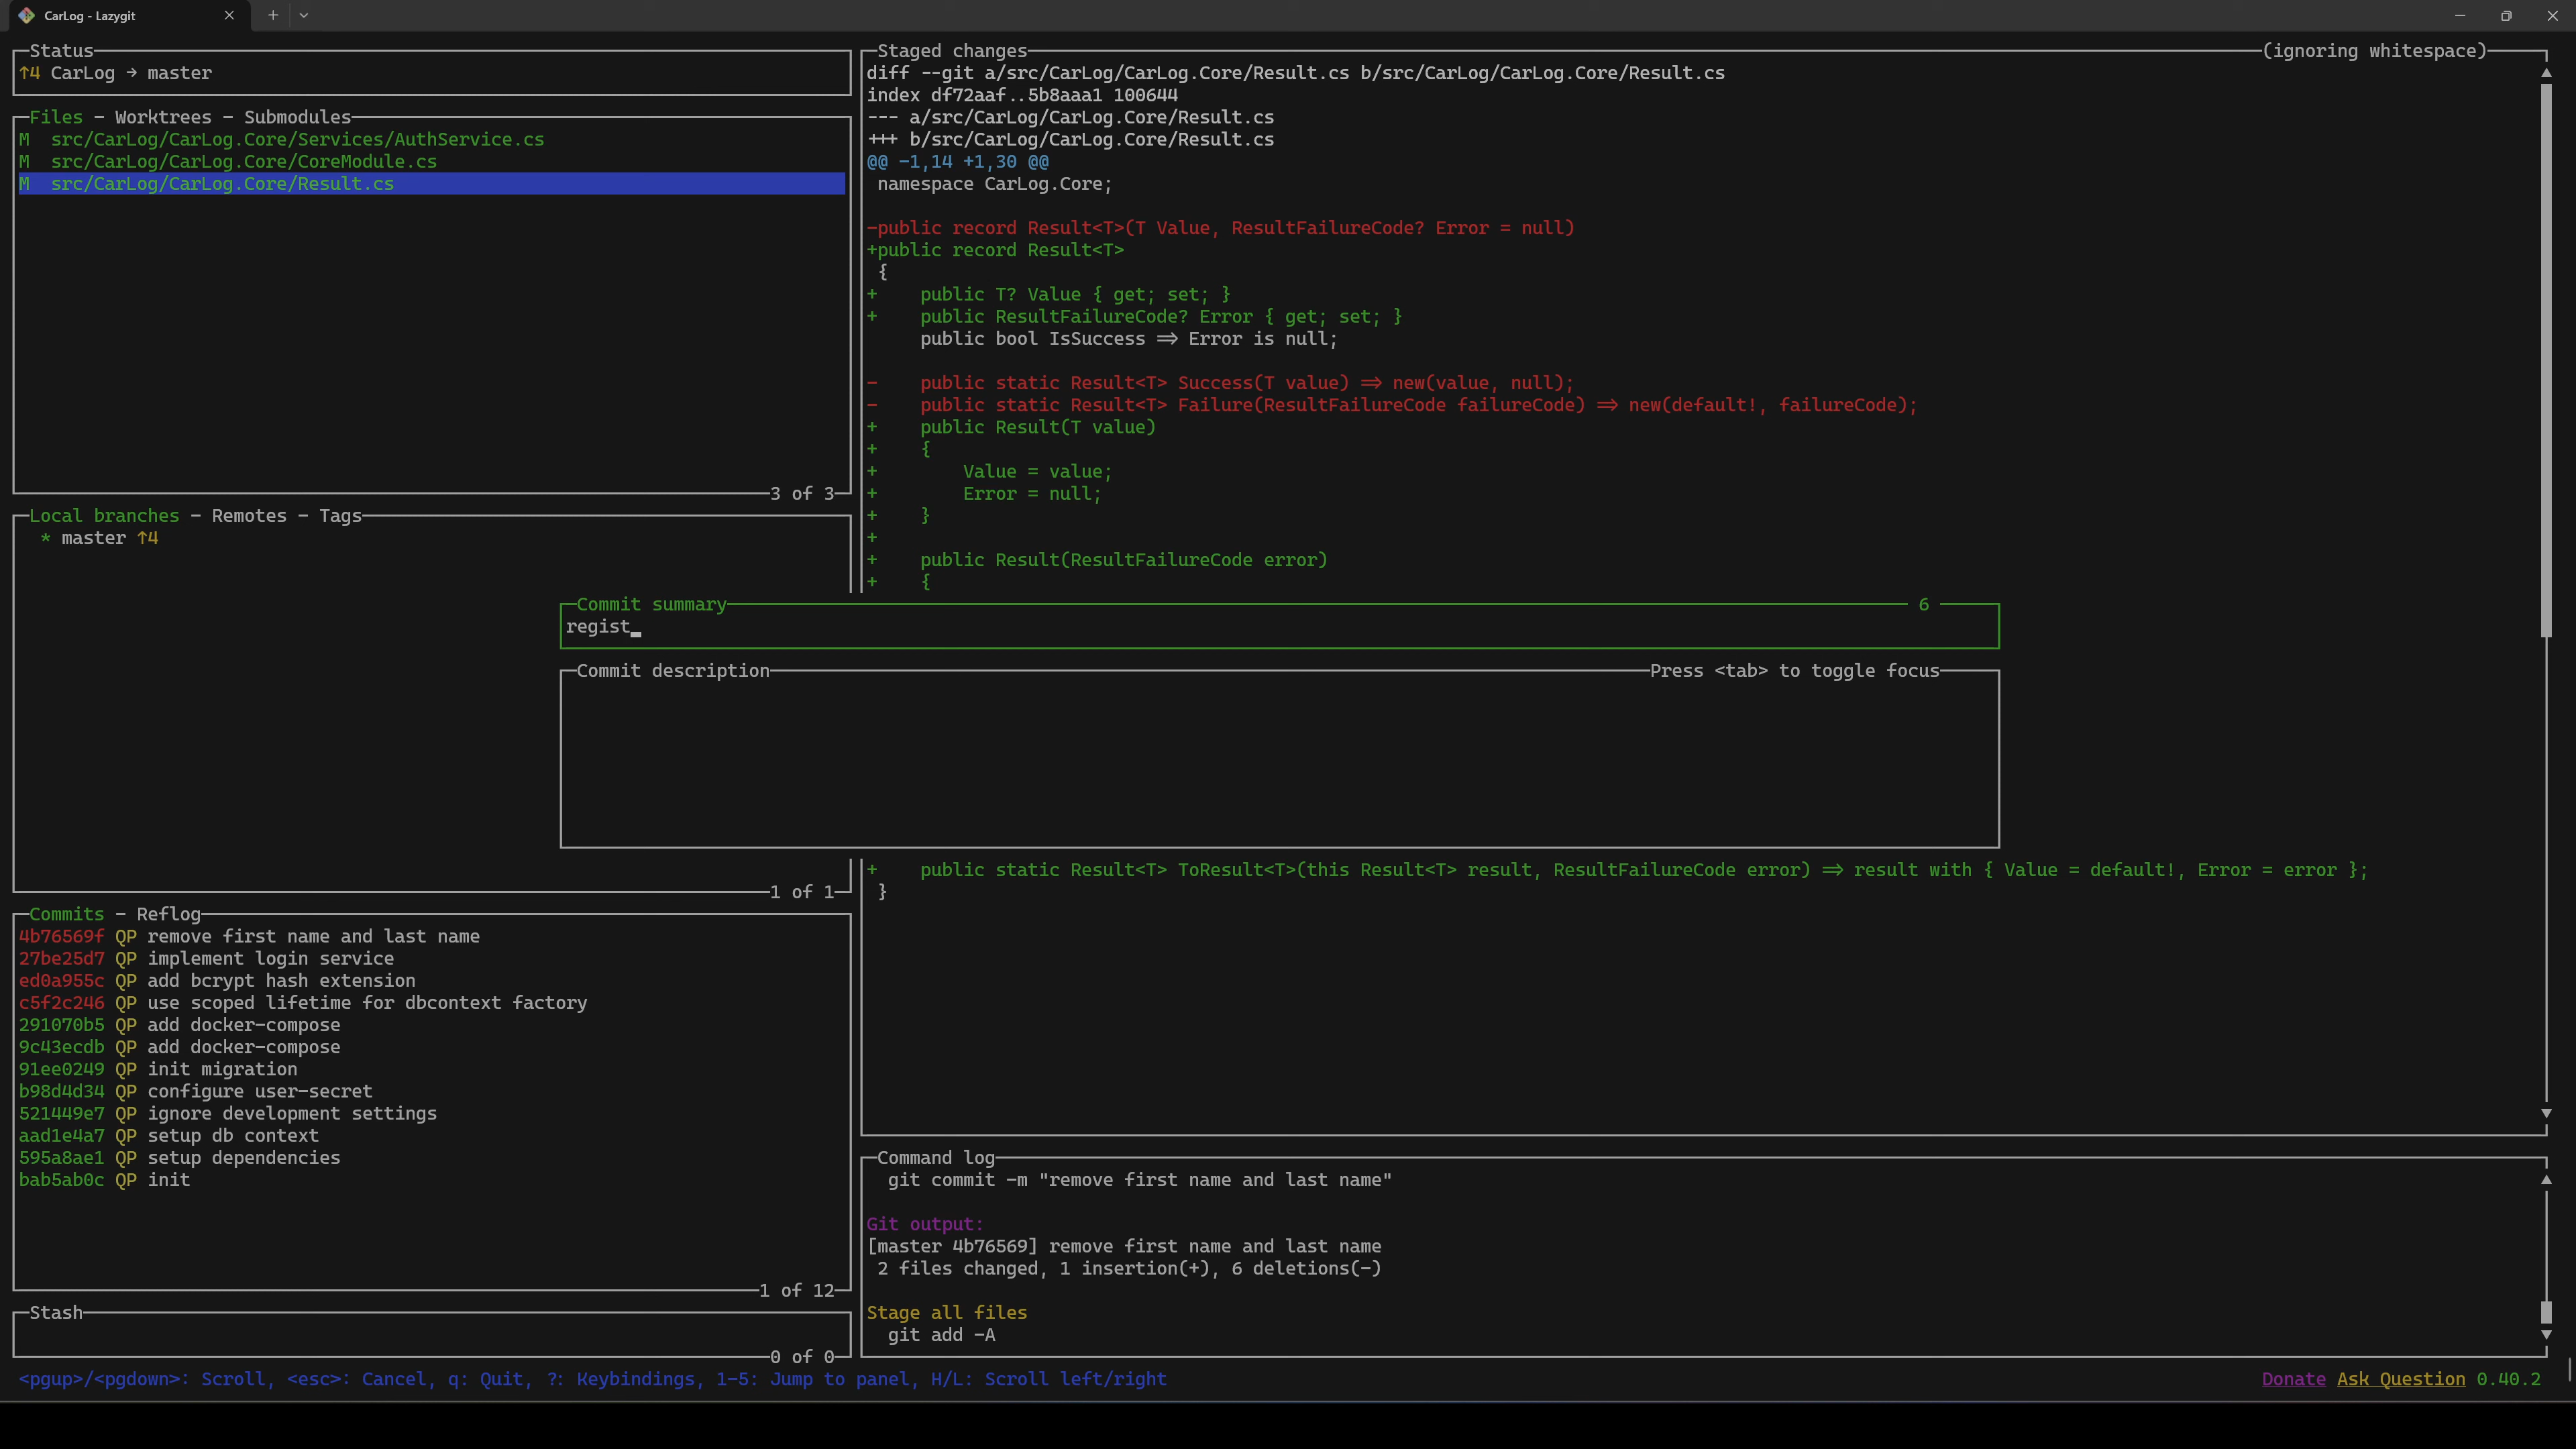 CarLog - Lazygit
Status
↑4 CarLog → master
Files - Worktrees - Submodules
M src/CarLog/CarLog.Core/Services/AuthService.cs
M src/CarLog/CarLog.Core/CoreModule.cs
M src/CarLog/CarLog.Core/Result.cs
3 of 3
Local branches - Remotes - Tags
* master ↑4
1 of 1
Commits - Reflog
4b76569f QP remove first name and last name
27be25d7 QP implement login service
ed0a955c QP add bcrypt hash extension
c5f2c246 QP use scoped lifetime for dbcontext factory
291070b5 QP add docker-compose
9c43ecdb QP add docker-compose
91ee0249 QP init migration
b98d4d34 QP configure user-secret
521449e7 QP ignore development settings
aad1e4a7 QP setup db context
595a8ae1 QP setup dependencies
bab5ab0c QP init
1 of 12
Stash
0 of 0
Staged changes (ignoring whitespace)
diff --git a/src/CarLog/CarLog.Core/Result.cs b/src/CarLog/CarLog.Core/Result.cs
index df72aaf..5b8aaa1 100644
--- a/src/CarLog/CarLog.Core/Result.cs
+++ b/src/CarLog/CarLog.Core/Result.cs
@@ -1,14 +1,30 @@
namespace CarLog.Core;
-public record Result<T>(T Value, ResultFailureCode? Error = null)
+public record Result<T>
{
+ public T? Value { get; set; }
+ public ResultFailureCode? Error { get; set; }
public bool IsSuccess => Error is null;
- public static Result<T> Success(T value) => new(value, null);
- public static Result<T> Failure(ResultFailureCode failureCode) => new(default!, failureCode);
+ public Result(T value)
+ {
+ Value = value;
+ Error = null;
+ }
+
+ public Result(ResultFailureCode error)
+ {
Commit summary 6
regist
Commit description Press <tab> to toggle focus
+ public static Result<T> ToResult<T>(this Result<T> result, ResultFailureCode error) => result with { Value = default!, Error = error };
}
Command log
git commit -m "remove first name and last name"
Git output:
[master 4b76569] remove first name and last name
2 files changed, 1 insertion(+), 6 deletions(-)
Stage all files
git add -A
<pgup>/<pgdown>: Scroll, <esc>: Cancel, q: Quit, ?: Keybindings, 1-5: Jump to panel, H/L: Scroll left/right
Donate Ask Question 0.40.2